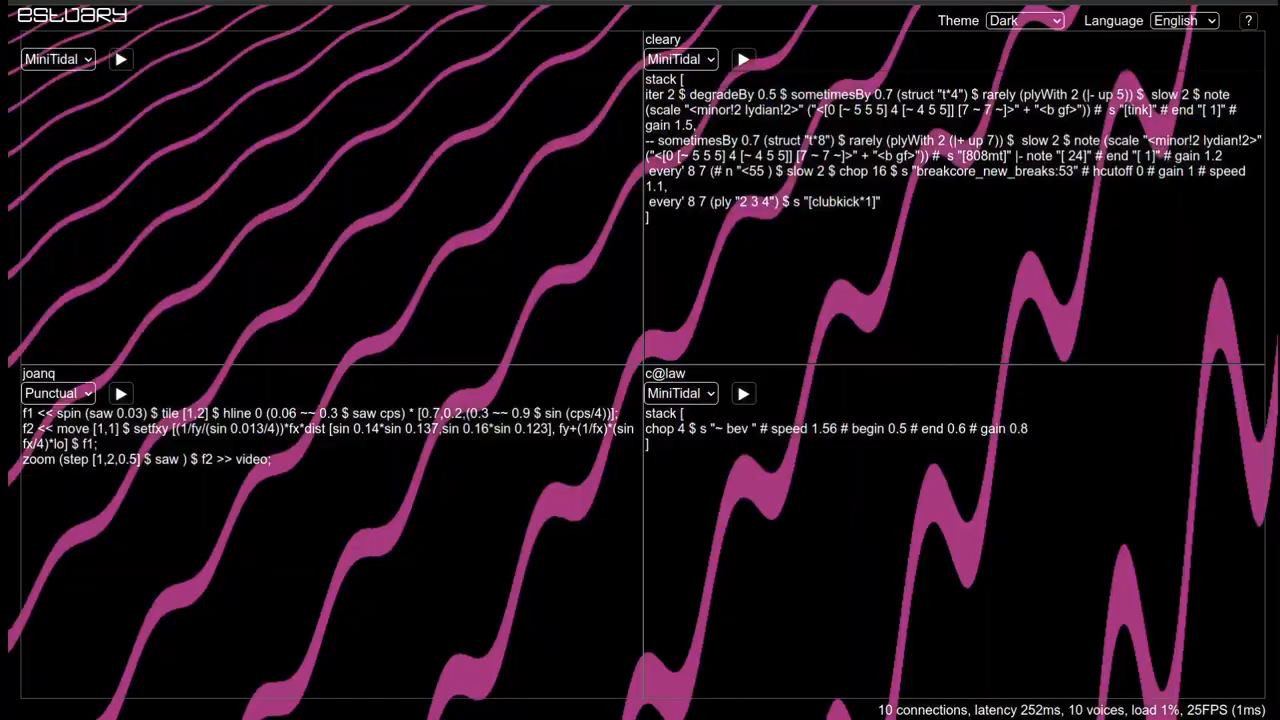 estuary
Theme Dark Language English ?
MiniTidal
cleary
MiniTidal
stack [
iter 2 $ degradeBy 0.5 $ sometimesBy 0.7 (struct "t*4") $ rarely (plyWith 2 (|- up 5)) $  slow 2 $ note
(scale "<minor!2 lydian!2>" ("<[0 [~ 5 5 5] 4 [~ 4 5 5]] [7 ~ 7 ~]>" + "<b gf>")) #  s "[tink]" # end "[ 1]" #
gain 1.5,
-- sometimesBy 0.7 (struct "t*8") $ rarely (plyWith 2 (|+ up 7)) $  slow 2 $ note (scale "<minor!2 lydian!2>"
("<[0 [~ 5 5 5] 4 [~ 4 5 5]] [7 ~ 7 ~]>" + "<b gf>")) #  s "[808mt]" |- note "[ 24]" # end "[ 1]" # gain 1.2
every' 8 7 (# n "<55 ) $ slow 2 $ chop 16 $ s "breakcore_new_breaks:53" # hcutoff 0 # gain 1 # speed
1.1,
every' 8 7 (ply "2 3 4") $ s "[clubkick*1]"
]
joanq
Punctual
f1 << spin (saw 0.03) $ tile [1,2] $ hline 0 (0.06 ~~ 0.3 $ saw cps) * [0.7,0.2,(0.3 ~~ 0.9 $ sin (cps/4))];
f2 << move [1,1] $ setfxy [(1/fy/(sin 0.013/4))*fx*dist [sin 0.14*sin 0.137,sin 0.16*sin 0.123], fy+(1/fx)*(sin
fx/4)*lo] $ f1;
zoom (step [1,2,0.5] $ saw ) $ f2 >> video;
c@law
MiniTidal
stack [
chop 4 $ s "~ bev " # speed 1.56 # begin 0.5 # end 0.6 # gain 0.8
]
10 connections, latency 252ms, 10 voices, load 1%, 25FPS (1ms)